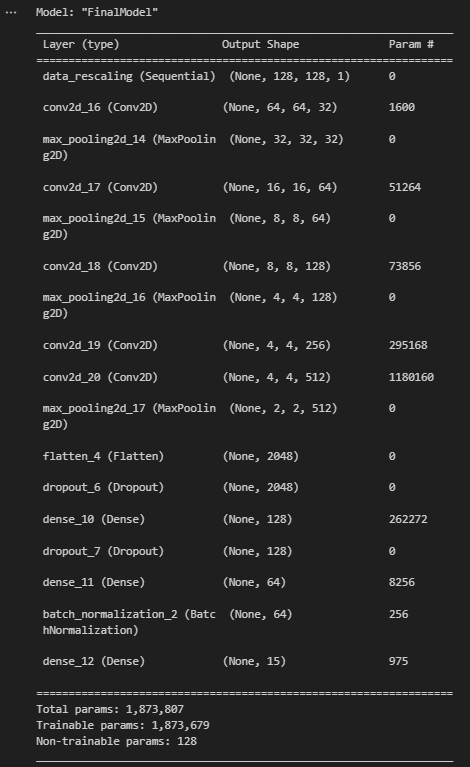 Model: "FinalModel"
Layer (type) Output Shape Param #
=================================================================
data_rescaling (Sequential) (None, 128, 128, 1) 0
conv2d_16 (Conv2D) (None, 64, 64, 32) 1600
max_pooling2d_14 (MaxPoolin (None, 32, 32, 32) 0
g2D)
conv2d_17 (Conv2D) (None, 16, 16, 64) 51264
max_pooling2d_15 (MaxPoolin (None, 8, 8, 64) 0
g2D)
conv2d_18 (Conv2D) (None, 8, 8, 128) 73856
max_pooling2d_16 (MaxPoolin (None, 4, 4, 128) 0
g2D)
conv2d_19 (Conv2D) (None, 4, 4, 256) 295168
conv2d_20 (Conv2D) (None, 4, 4, 512) 1180160
max_pooling2d_17 (MaxPoolin (None, 2, 2, 512) 0
g2D)
flatten_4 (Flatten) (None, 2048) 0
dropout_6 (Dropout) (None, 2048) 0
dense_10 (Dense) (None, 128) 262272
dropout_7 (Dropout) (None, 128) 0
dense_11 (Dense) (None, 64) 8256
batch_normalization_2 (Batc (None, 64) 256
hNormalization)
dense_12 (Dense) (None, 15) 975
=================================================================
Total params: 1,873,807
Trainable params: 1,873,679
Non-trainable params: 128